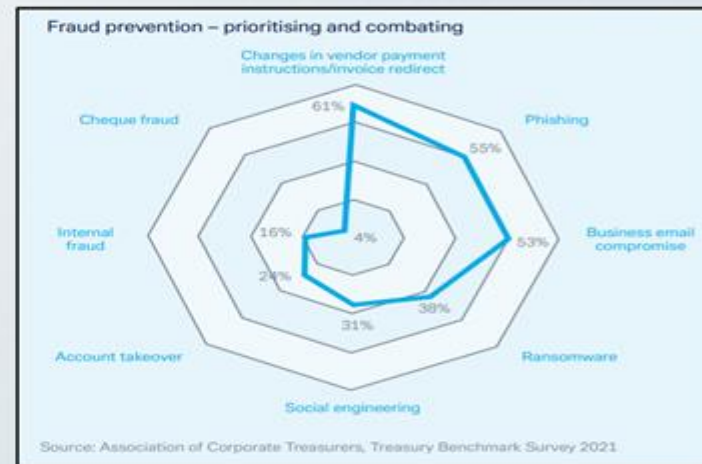 Fraud prevention – prioritising and combating
Changes in vendor payment
instructions/invoice redirect
61%
Cheque fraud
Phishing
55%
Internal
fraud
16%
4%
53%
Business email
compromise
24%
38%
31%
Account takeover
Ransomware
Social engineering
Source: Association of Corporate Treasurers, Treasury Benchmark Survey 2021